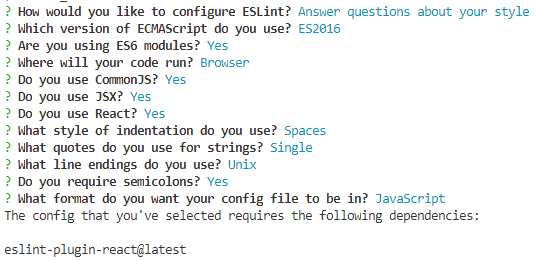 ? How would you like to configure ESLint? Answer questions about your style
? Which version of ECMAScript do you use? ES2016
? Are you using ES6 modules? Yes
? Where will your code run? Browser
? Do you use CommonJS? Yes
? Do you use JSX? Yes
? Do you use React? Yes
? What style of indentation do you use? Spaces
? What quotes do you use for strings? Single
? What line endings do you use? Unix
? Do you require semicolons? Yes
? What format do you want your config file to be in? JavaScript
The config that you've selected requires the following dependencies:

eslint-plugin-react@latest